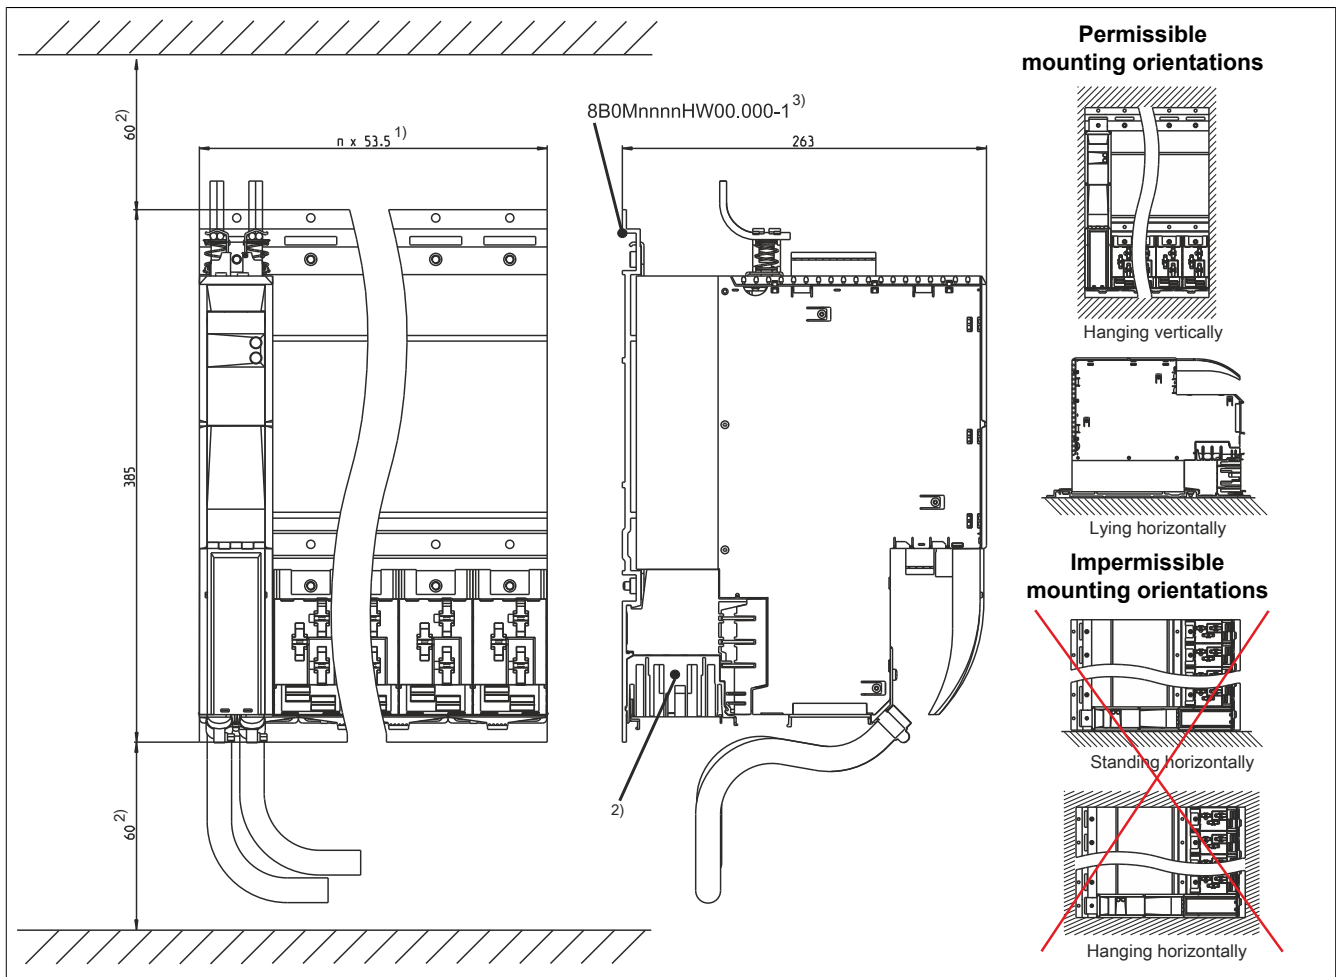 60 2)
n x 53.5 1)
385
60 2)
8B0MnnnnHW00.000-1 3)
263
2)
Permissible
mounting orientations
Hanging vertically
Lying horizontally
Impermissible
mounting orientations
Standing horizontally
Hanging horizontally